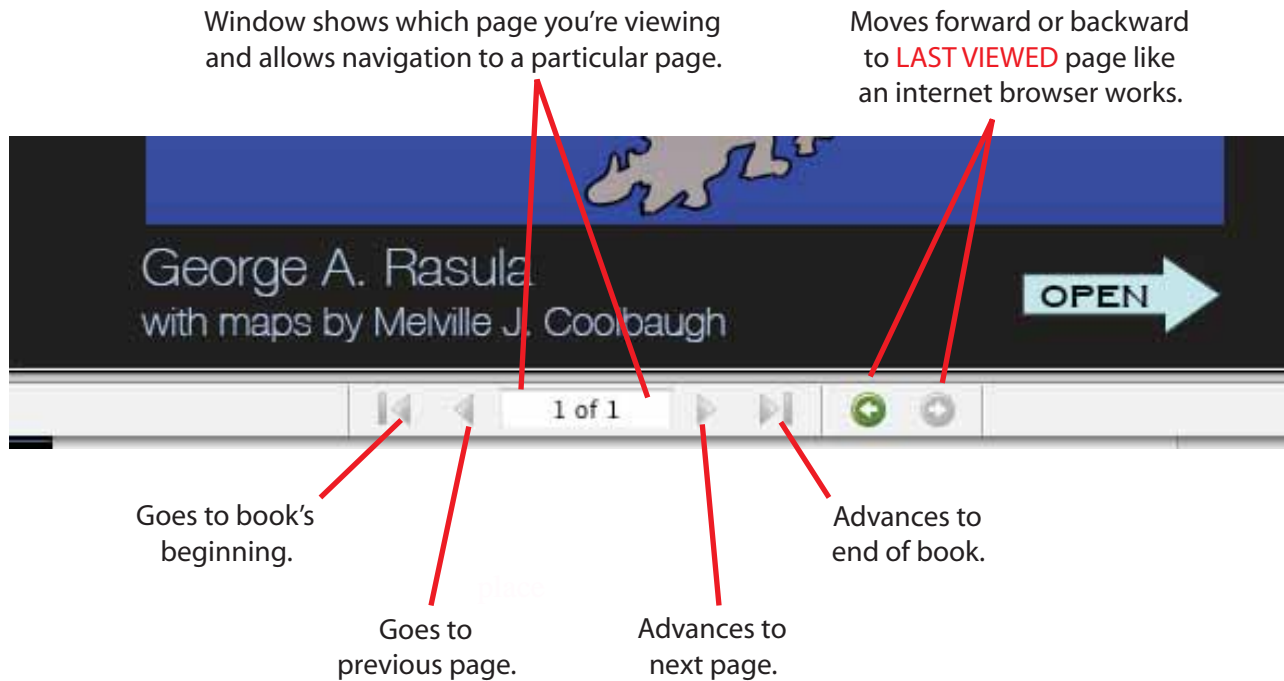 Window shows which page you’re viewing
and allows navigation to a particular page.
Moves forward or backward
to LAST VIEWED page like
an internet browser works.
George A. Rasula
with maps by Melville J. Coolbaugh
OPEN
1 of 1
Goes to book’s
beginning.
Advances to
end of book.
place
Goes to
previous page.
Advances to
next page.